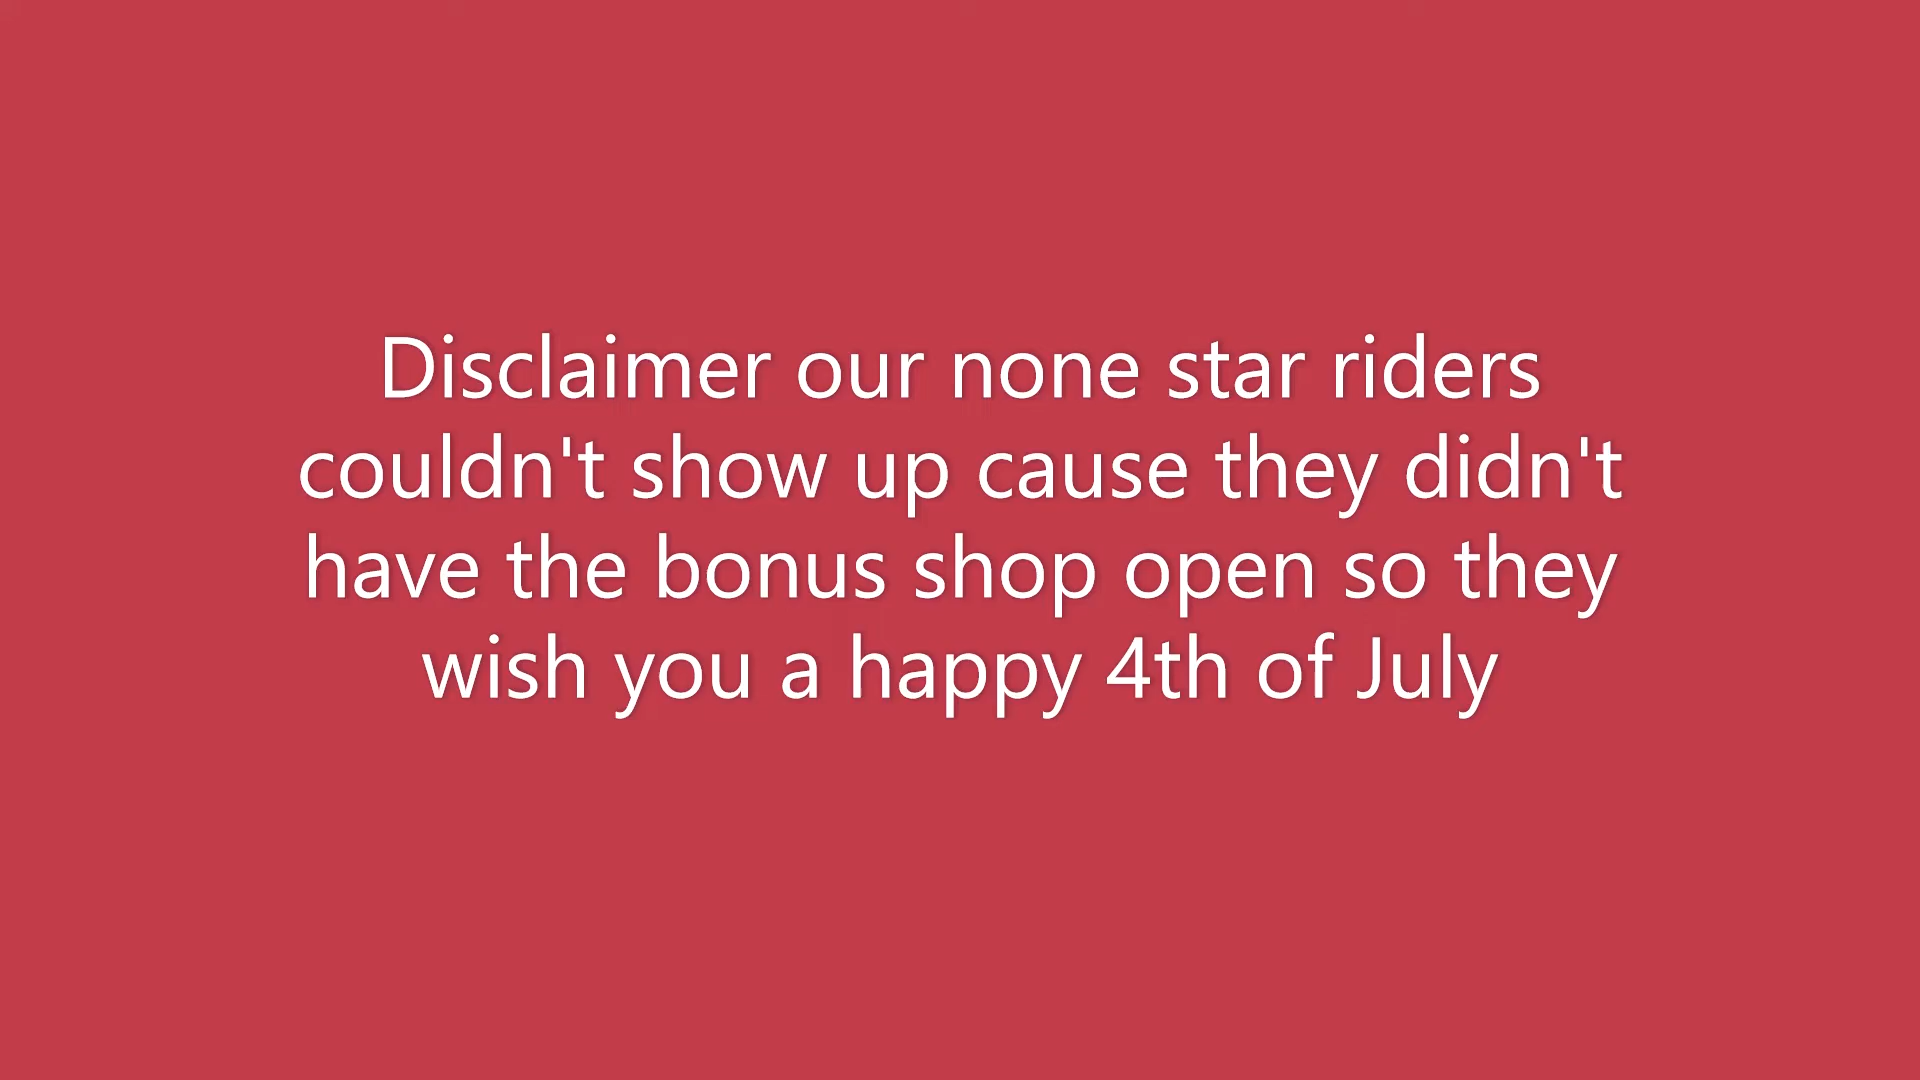 Disclaimer our none star riders
couldn't show up cause they didn't
have the bonus shop open so they
wish you a happy 4th of July